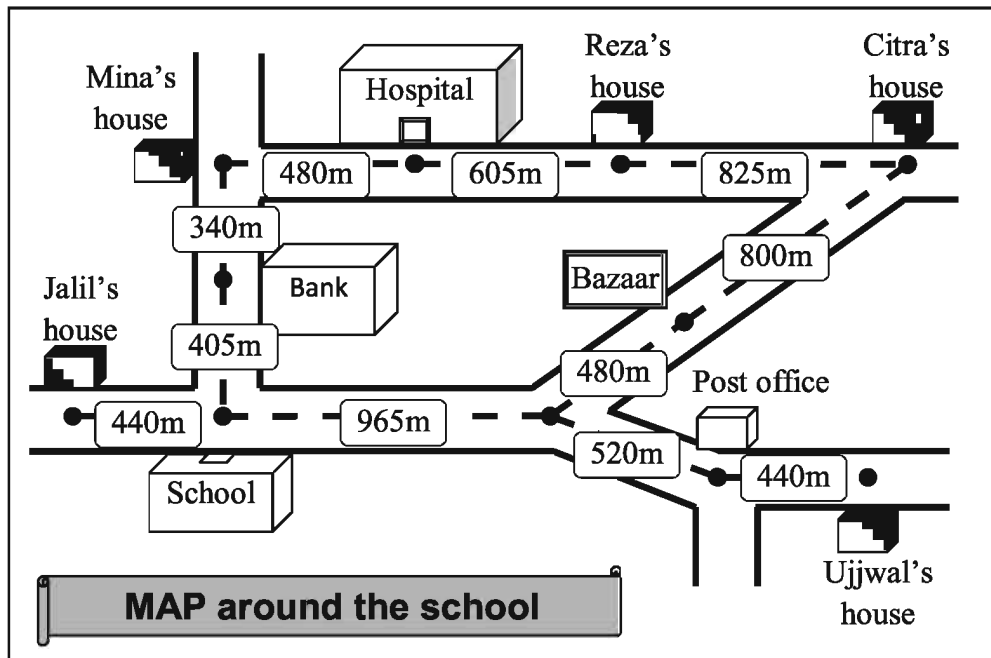 Reza's
house
Citra's
house
Mina's
house
Hospital
480m
605m
825m
340m
800m
Bazaar
Bank
Jalil's
house
405m
480m
Post office
440m
965m
520m
440m
School
Ujjwal's
house
MAP around the school